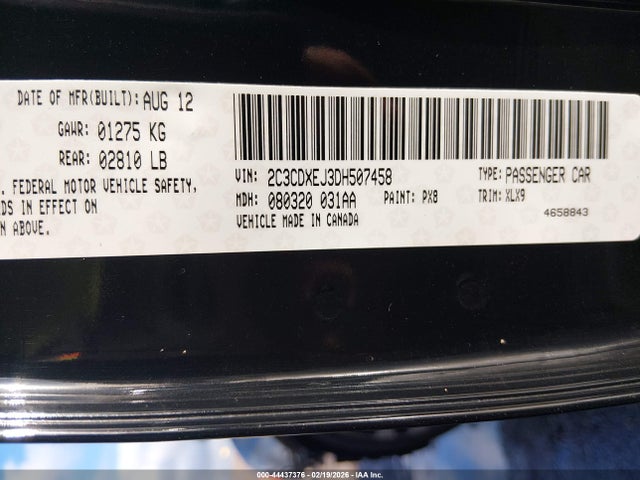 DATE OF MFR(BUILT): AUG 12
GAWR: 01275 KG
REAR: 02810 LB
. FEDERAL MOTOR VEHICLE SAFETY,
DS IN EFFECT ON
N ABOVE.
VIN: 2C3CDXEJ3DH507458 TYPE: PASSENGER CAR
MDH: 080320 031AA PAINT: PX8 TRIM: XLX9
VEHICLE MADE IN CANADA 4658843
000-44437376 - 02/19/2026 - IAA Inc.